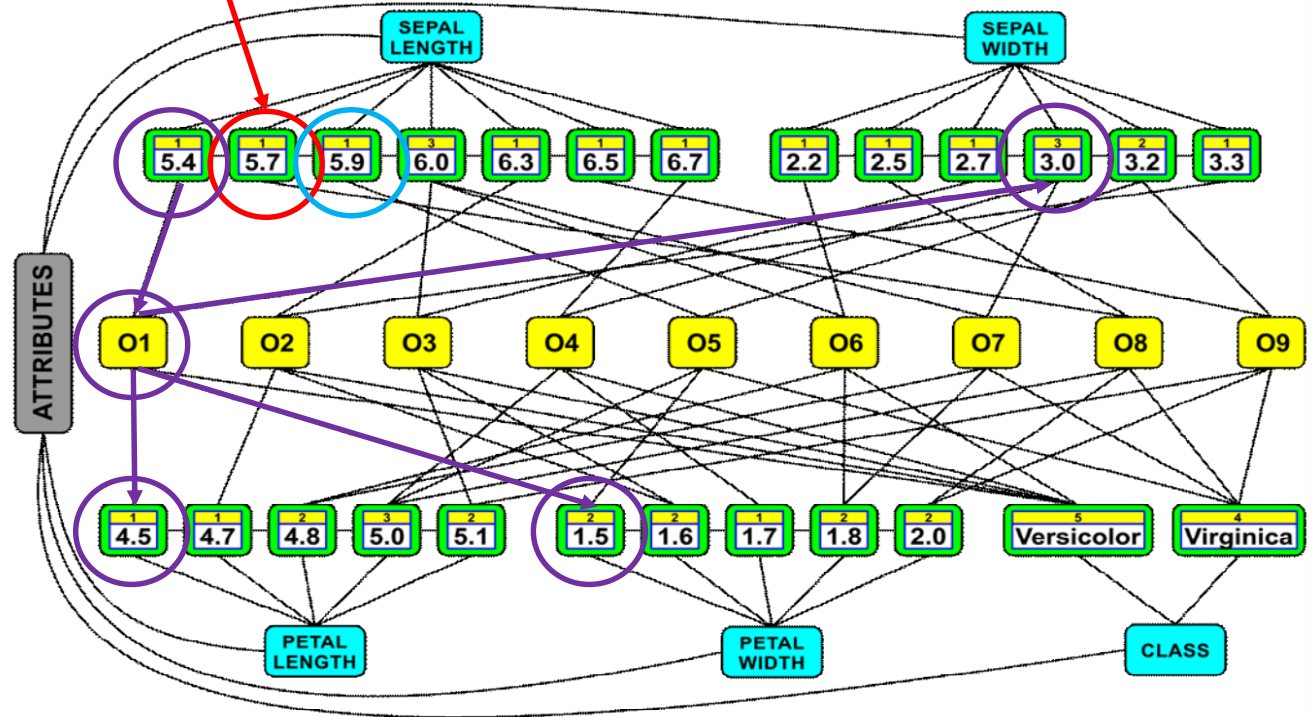 SEPAL
LENGTH
SEPAL
WIDTH
1 1 1 3 1 1 1 1 1 1 3 2 1
5.4 5.7 5.9 6.0 6.3 6.5 6.7 2.2 2.5 2.7 3.0 3.2 3.3
ATTRIBUTES
O1 O2 O3 O4 O5 O6 O7 O8 O9
1 1 2 3 2 2 2 1 2 2 5 4
4.5 4.7 4.8 5.0 5.1 1.5 1.6 1.7 1.8 2.0 Versicolor Virginica
PETAL
LENGTH
PETAL
WIDTH
CLASS